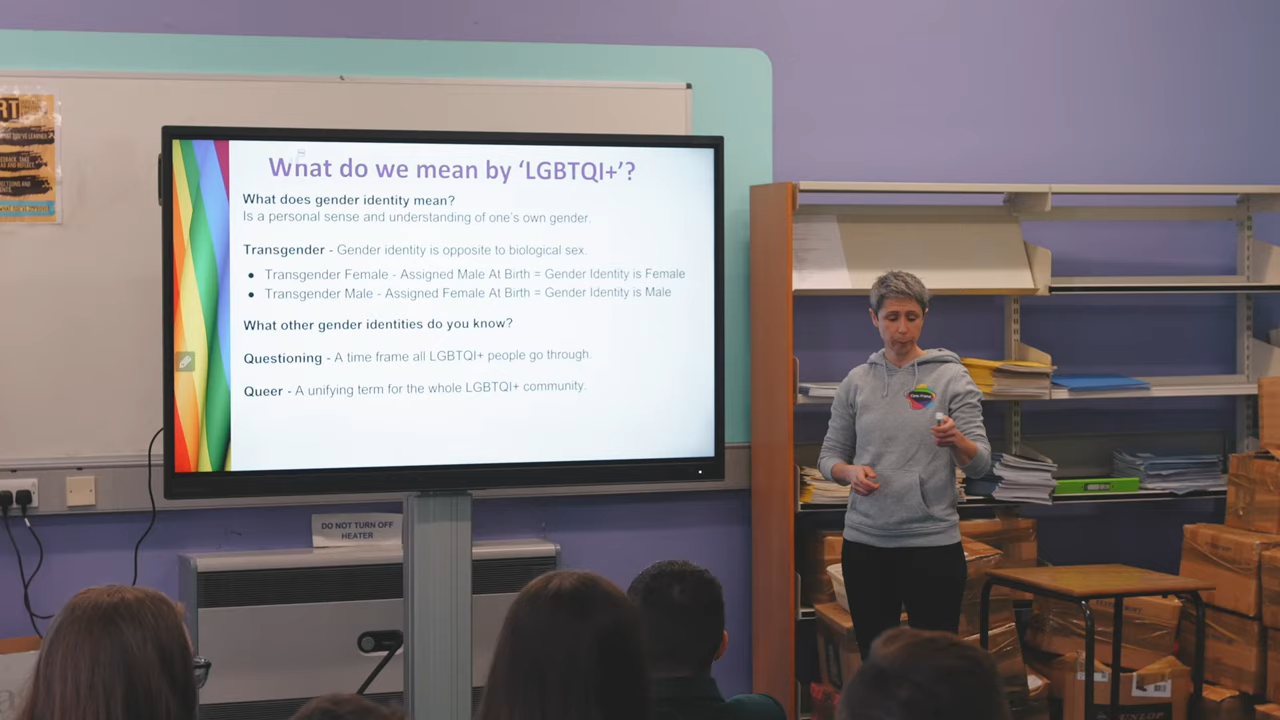 RT
What do we mean by ‘LGBTQI+’?
What does gender identity mean?
Is a personal sense and understanding of one's own gender.
Transgender - Gender identity is opposite to biological sex.
• Transgender Female - Assigned Male At Birth = Gender Identity is Female
• Transgender Male - Assigned Female At Birth = Gender Identity is Male
What other gender identities do you know?
Questioning - A time frame all LGBTQI+ people go through.
Queer - A unifying term for the whole LGBTQI+ community.
DO NOT TURN OFF
HEATER